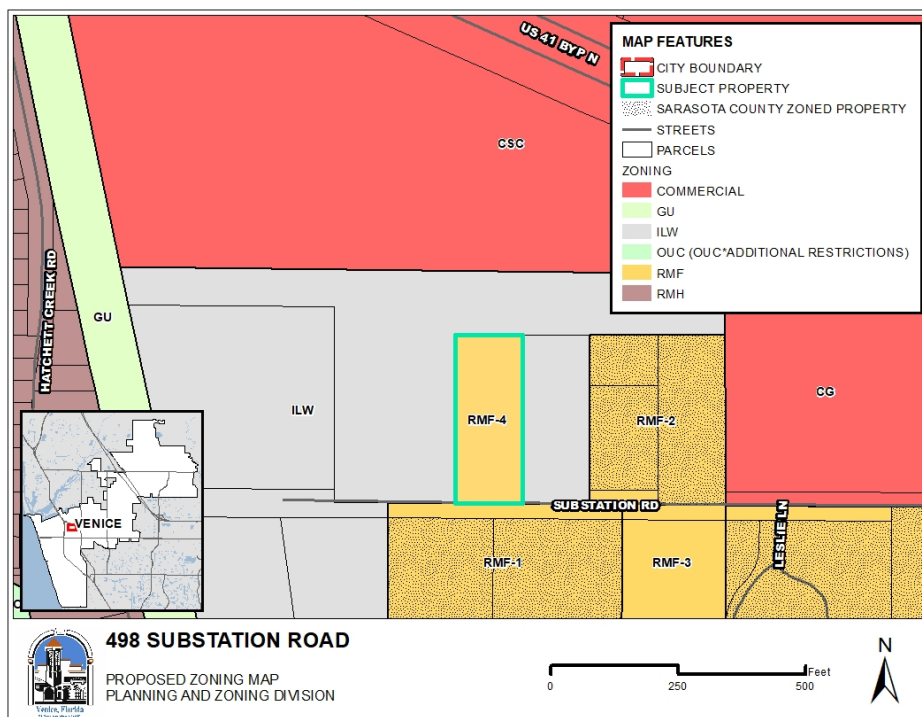 US 41 BYP N
MAP FEATURES
CITY BOUNDARY
SUBJECT PROPERTY
SARASOTA COUNTY ZONED PROPERTY
STREETS
PARCELS
ZONING
COMMERCIAL
GU
ILW
OUC (OUC*ADDITIONAL RESTRICTIONS)
RMF
RMH
CSC
HATCHETT CREEK RD
GU
ILW
RMF-4
RMF-2
CG
SUBSTATION RD
LESLIE LN
RMF-1
RMF-3
VENICE
498 SUBSTATION ROAD
PROPOSED ZONING MAP
PLANNING AND ZONING DIVISION
Venice, Florida
Feet
0 250 500
N